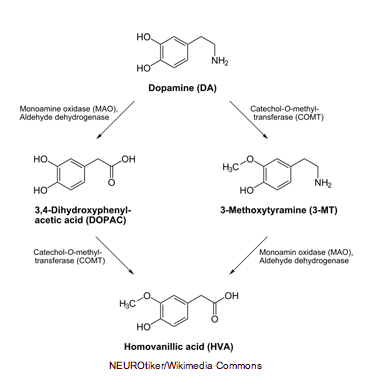 HO
HO
NH₂
Dopamine (DA)
Monoamine oxidase (MAO),
Aldehyde dehydrogenase
Catechol-O-methyl-
transferase (COMT)
HO
HO
OH
O
H₃C
O
HO
NH₂
3,4-Dihydroxyphenyl-
acetic acid (DOPAC)
3-Methoxytyramine (3-MT)
Catechol-O-methyl-
transferase (COMT)
Monoamin oxidase (MAO),
Aldehyde dehydrogenase
H₃C
O
HO
OH
O
Homovanillic acid (HVA)
NEUROtiker/Wikimedia Commons